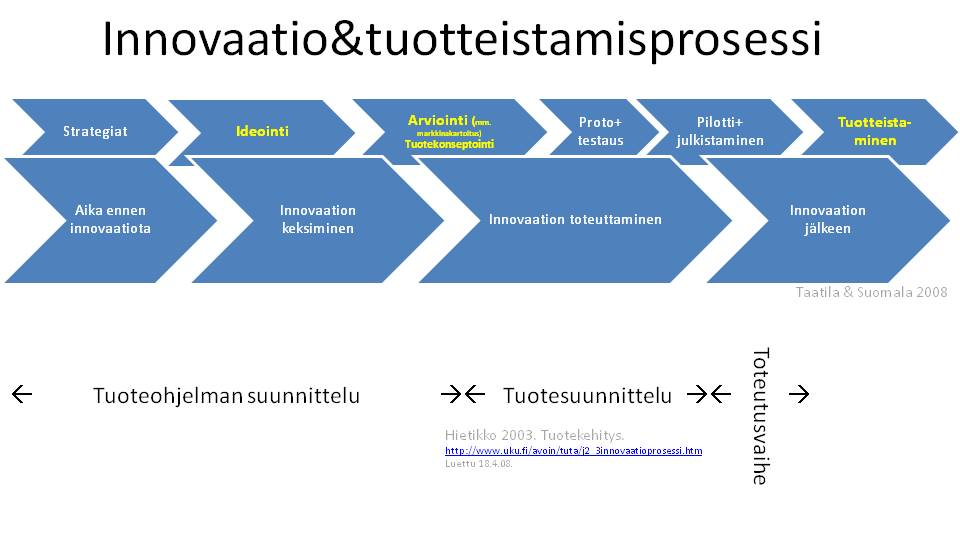 Innovaatio&tuotteistamisprosessi
Strategiat
Ideointi
Arviointi (mm.
markkinakartoitus)
Tuotekonseptointi
Proto+
testaus
Pilotti+
julkistaminen
Tuotteista-
minen
Aika ennen
innovaatiota
Innovaation
keksiminen
Innovaation toteuttaminen
Innovaation
jälkeen
Taatila & Suomala 2008
Tuoteohjelman suunnittelu
Tuotesuunnittelu
Toteutusvaihe
Hietikko 2003. Tuotekehitys.
http://www.uku.fi/avoin/tuta/j2_3innovaatioprosessi.htm
Luettu 18.4.08.